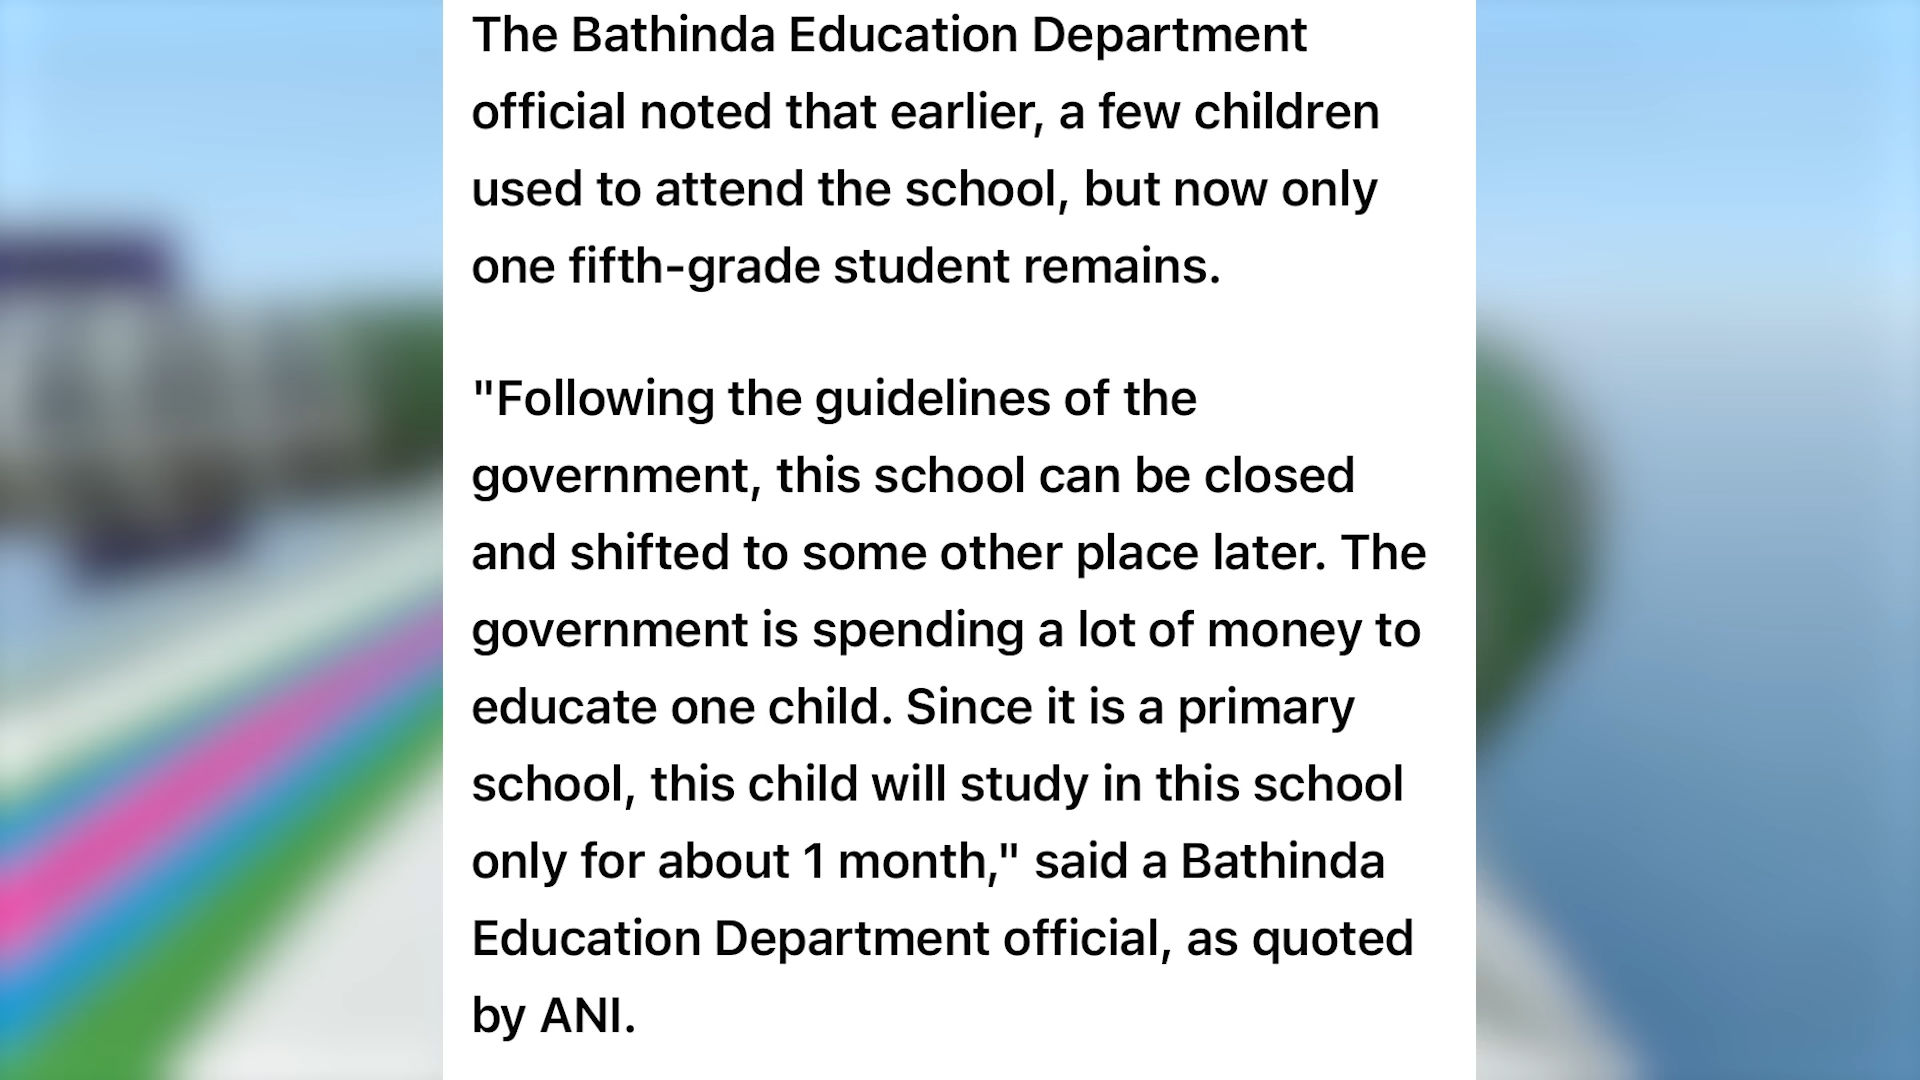 The Bathinda Education Department
official noted that earlier, a few children
used to attend the school, but now only
one fifth-grade student remains.
"Following the guidelines of the
government, this school can be closed
and shifted to some other place later. The
government is spending a lot of money to
educate one child. Since it is a primary
school, this child will study in this school
only for about 1 month," said a Bathinda
Education Department official, as quoted
by ANI.